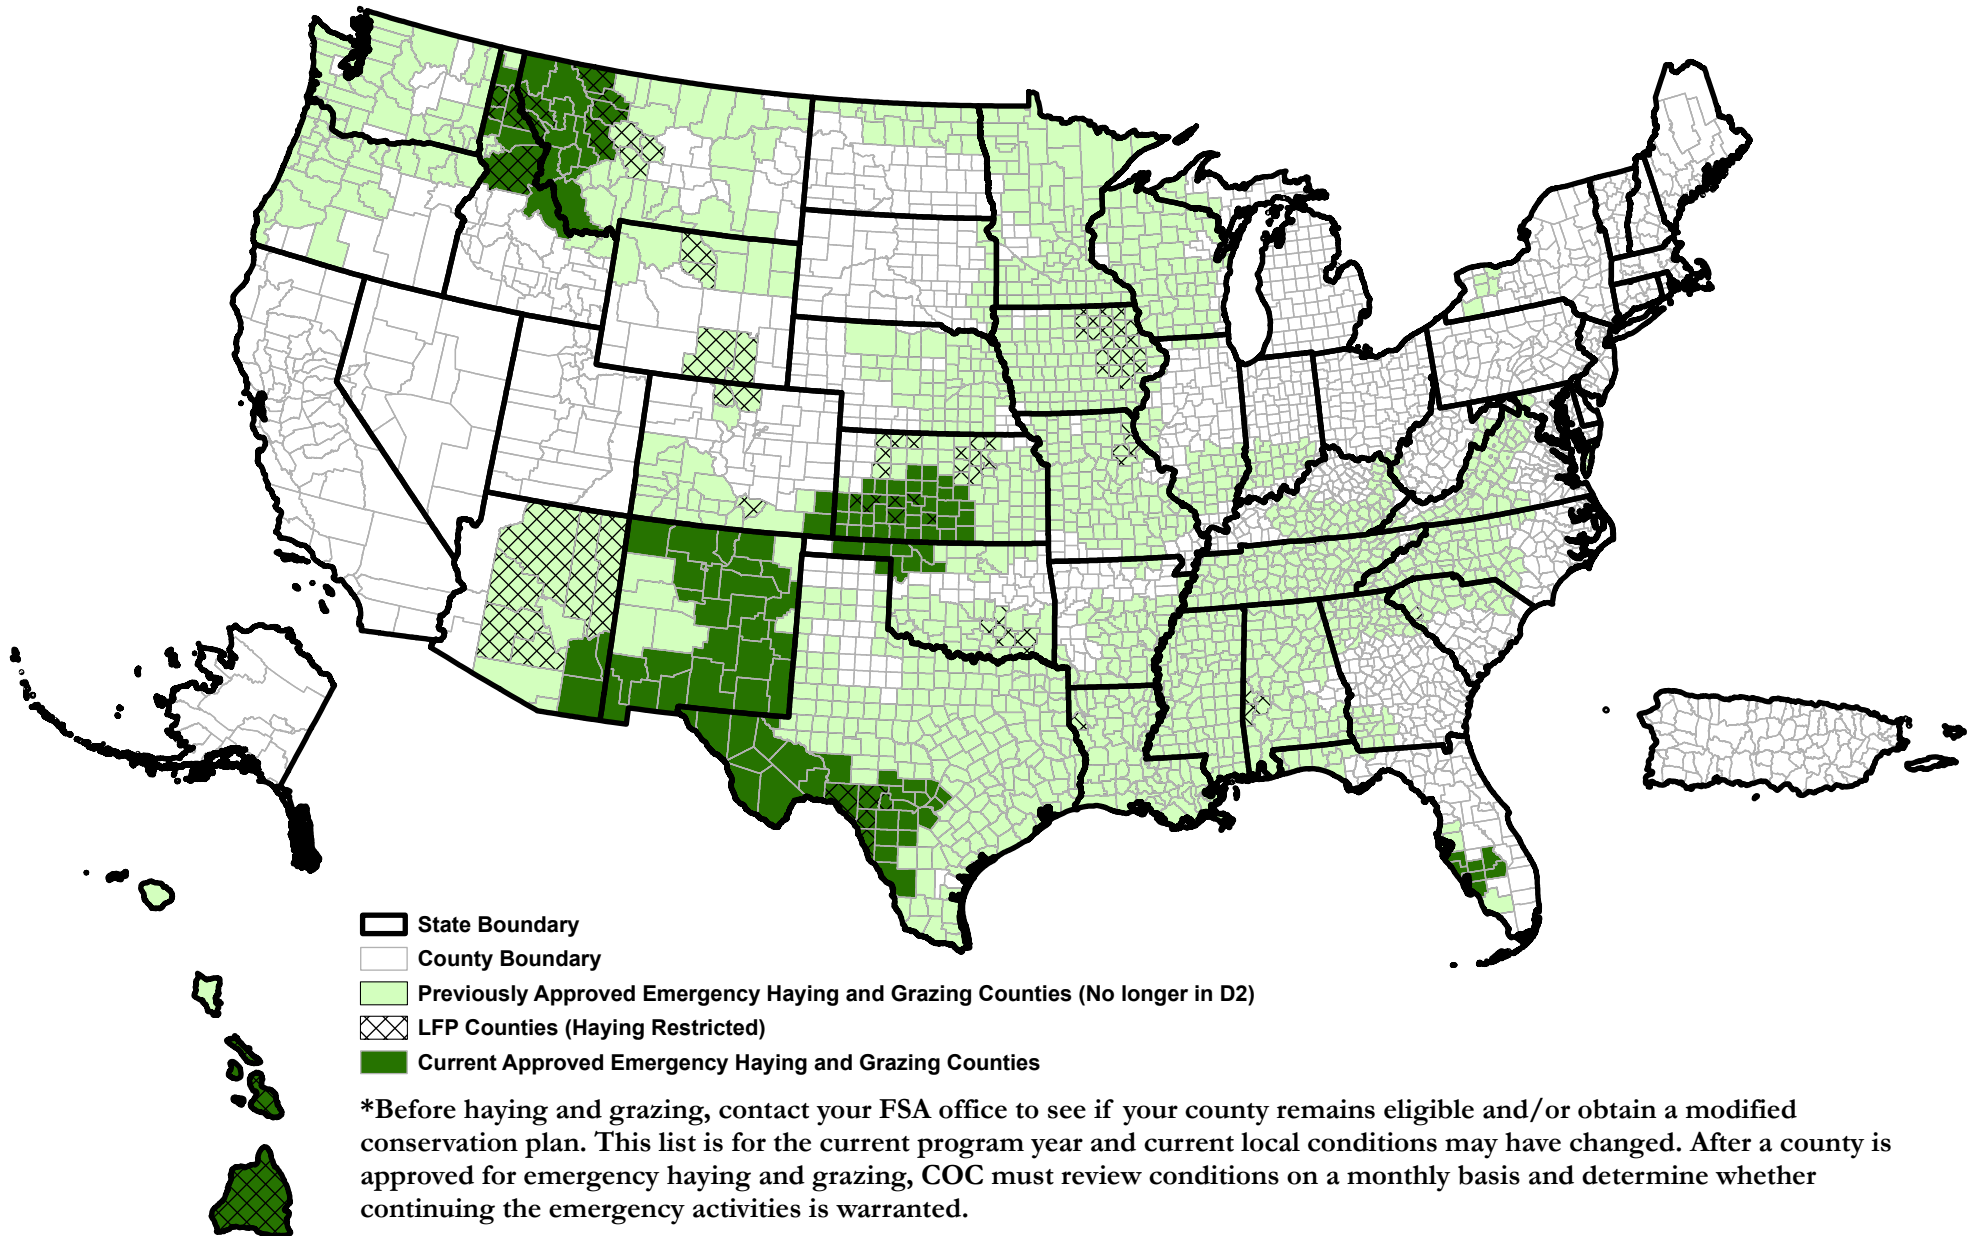 State Boundary
County Boundary
Previously Approved Emergency Haying and Grazing Counties (No longer in D2)
LFP Counties (Haying Restricted)
Current Approved Emergency Haying and Grazing Counties
*Before haying and grazing, contact your FSA office to see if your county remains eligible and/or obtain a modified
conservation plan. This list is for the current program year and current local conditions may have changed. After a county is
approved for emergency haying and grazing, COC must review conditions on a monthly basis and determine whether
continuing the emergency activities is warranted.